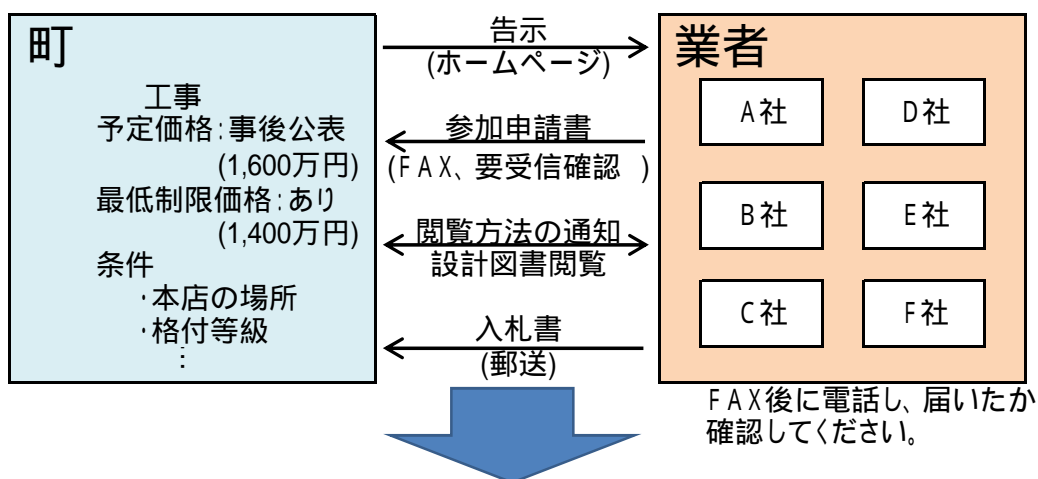 町
工事
予定価格:事後公表
(1,600万円)
最低制限価格:あり
(1,400万円)
条件
・本店の場所
・格付等級
⋮
告示
(ホームページ)
参加申請書
(FAX、要受信確認 )
閲覧方法の通知
設計図書閲覧
入札書
(郵送)
業者
A社
D社
B社
E社
C社
F社
FAX後に電話し、届いたか
確認してください。